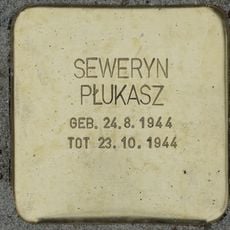 SEWERYN
PŁUKASZ
GEB. 24.8.1944
TOT 23.10.1944